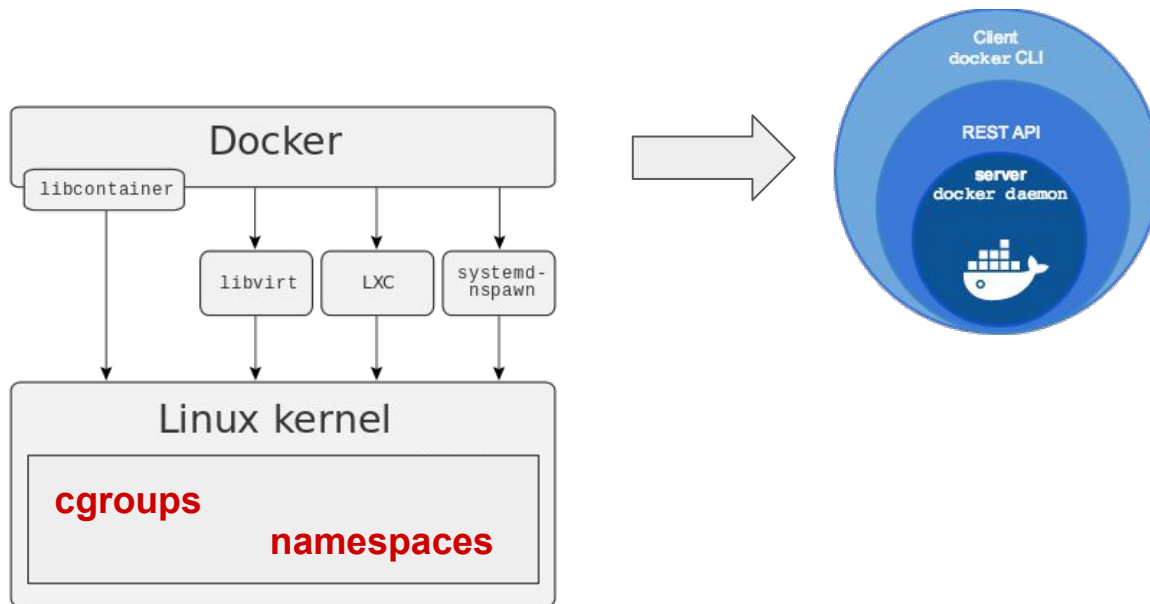 Docker
libcontainer
libvirt
LXC
systemd-
nspawn
Linux kernel
cgroups
namespaces
Client
docker CLI
REST API
server
docker daemon